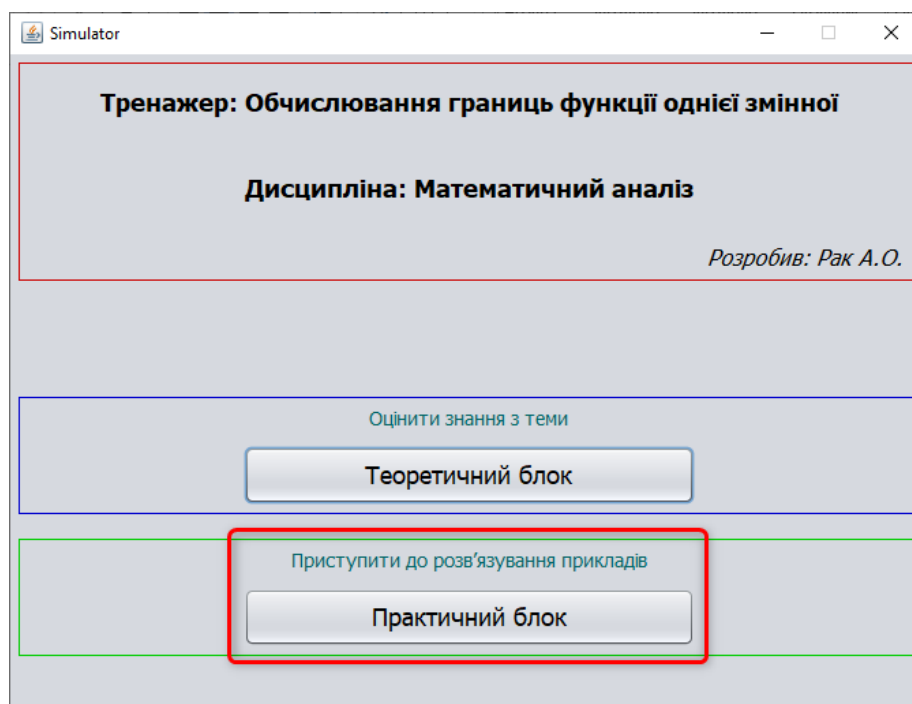 Simulator
Тренажер: Обчислювання границь функції однієї змінної
Дисципліна: Математичний аналіз
Розробив: Рак А.О.
Оцінити знання з теми
Теоретичний блок
Приступити до розв'язування прикладів
Практичний блок